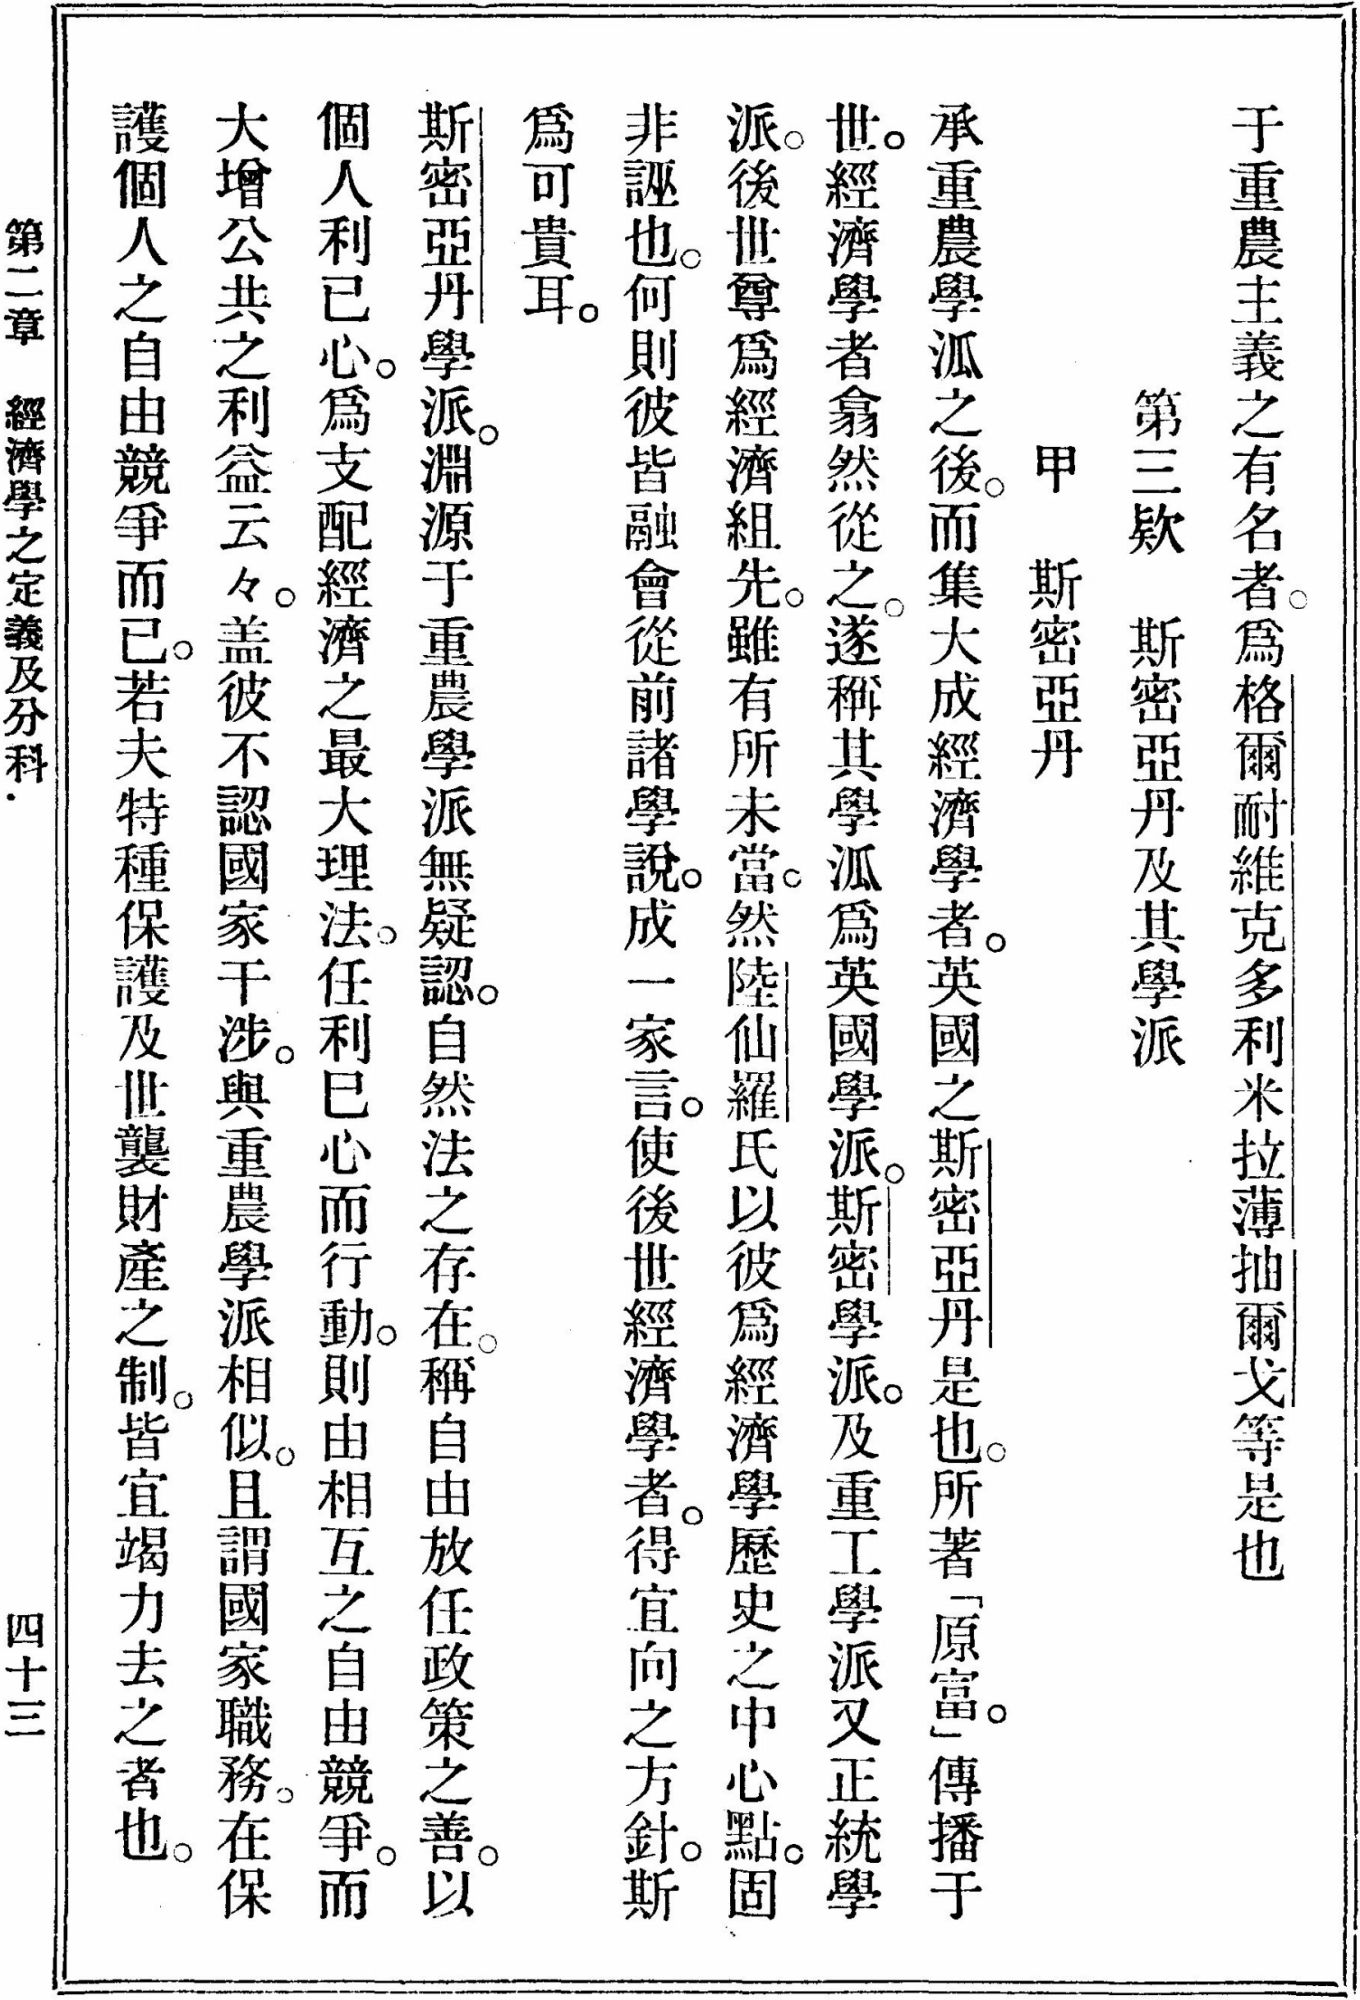 于重農主義之有名者。爲格爾耐維克多利米拉薄抽爾戈等是也
第三欵　斯密亞丹及其學派
甲　斯密亞丹
承重農學泒之後。而集大成經濟學者。英國之斯密亞丹是也。所著「原富。」傳播于
世。經濟學者翕然從之。遂稱其學泒爲英國學派。斯密學派。及重工學派又正統學
派。後世尊爲經濟組先。雖有所未當。然陸仙羅氏以彼爲經濟學歷史之中心點。固
非誣也。何則彼皆融會從前諸學說。成一家言。使後世經濟學者。得宜向之方針。斯
爲可貴耳。
斯密亞丹學派。淵源于重農學派無疑認。自然法之存在。稱自由放任政策之善。以
個人利已心。爲支配經濟之最大理法。任利巳心而行動。則由相互之自由競爭。而
大增公共之利益云々。盖彼不認國家干涉。與重農學派相似。且謂國家職務。在保
護個人之自由競爭而已。若夫特種保護及世襲財產之制。皆宜竭力去之者也。
第二章　經濟學之定義及分科．
四十三